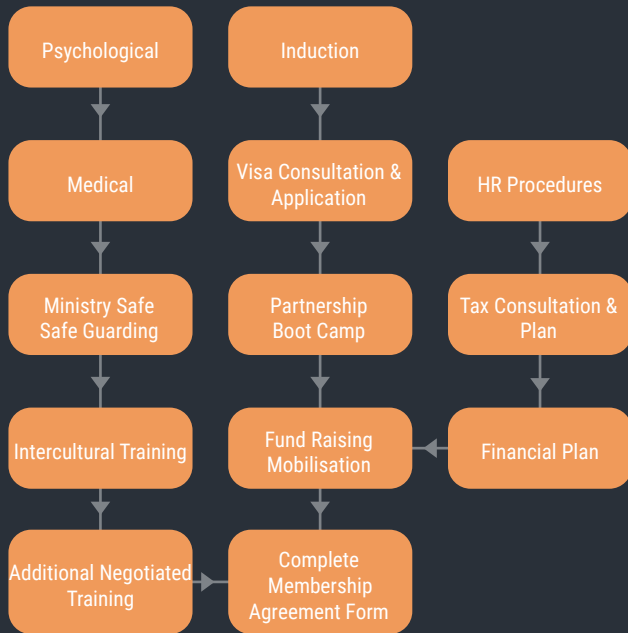 Psychological
Induction
Medical
Visa Consultation &
Application
HR Procedures
Ministry Safe
Safe Guarding
Partnership
Boot Camp
Tax Consultation &
Plan
Intercultural Training
Fund Raising
Mobilisation
Financial Plan
Additional Negotiated
Training
Complete
Membership
Agreement Form